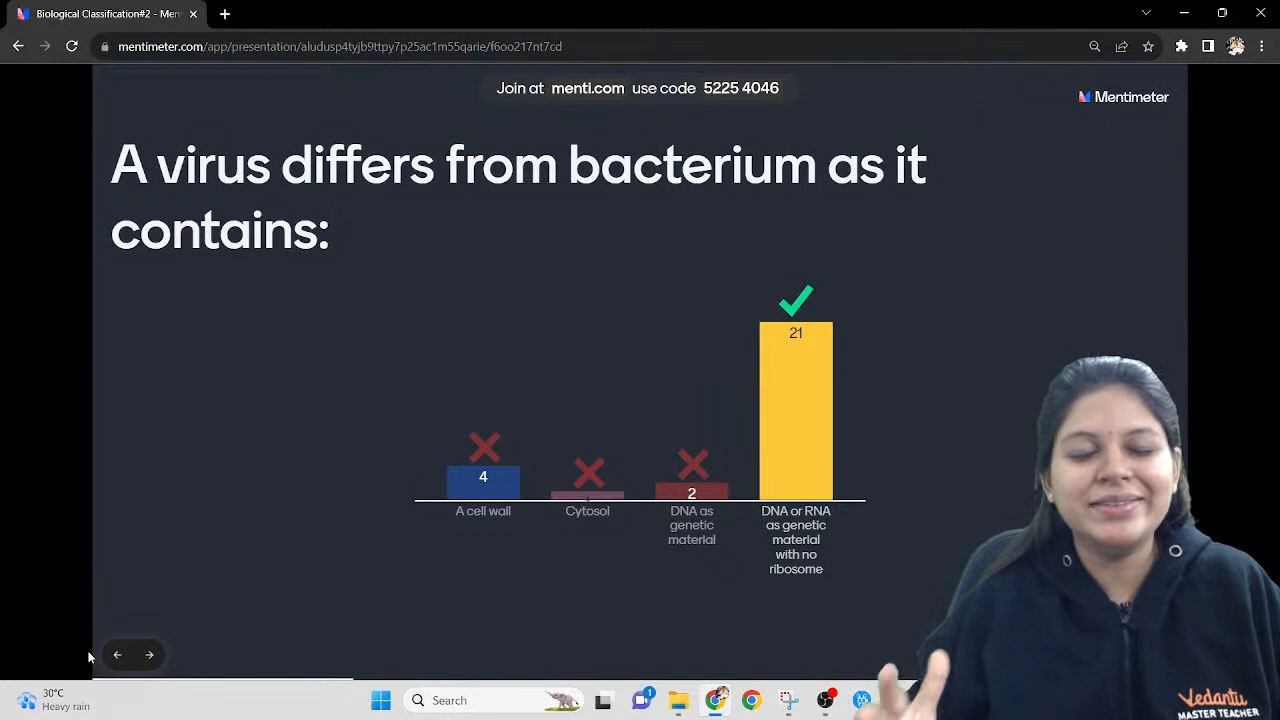 Biological Classification#2 - Men
mentimeter.com/app/presentation/aludusp4tyjb9ttpy7p25ac1m55qarie/f6oo217nt7cd
Join at menti.com use code 5225 4046
Mentimeter
A virus differs from bacterium as it
contains:
21
4
2
A cell wall
Cytosol
DNA as
genetic
material
DNA or RNA
as genetic
material
with no
ribosome
30°C
Heavy rain
Search
1
Vedantu
MASTER TEACHER